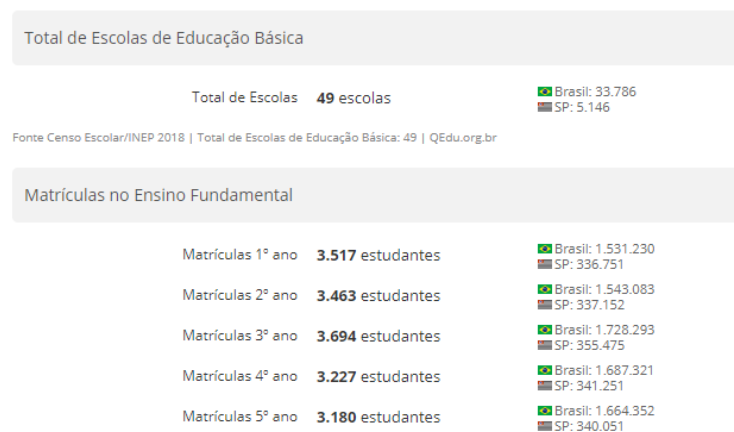 Total de Escolas de Educação Básica
Total de Escolas 49 escolas
Brasil: 33.786
SP: 5.146
Fonte Censo Escolar/INEP 2018 | Total de Escolas de Educação Básica: 49 | QEdu.org.br
Matrículas no Ensino Fundamental
Matrículas 1º ano 3.517 estudantes
Brasil: 1.531.230
SP: 336.751
Matrículas 2º ano 3.463 estudantes
Brasil: 1.543.083
SP: 337.152
Matrículas 3º ano 3.694 estudantes
Brasil: 1.728.293
SP: 355.475
Matrículas 4º ano 3.227 estudantes
Brasil: 1.687.321
SP: 341.251
Matrículas 5º ano 3.180 estudantes
Brasil: 1.664.352
SP: 340.051